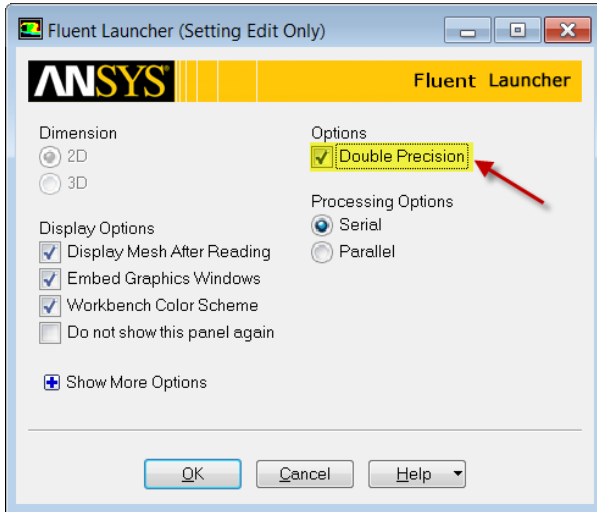 Fluent Launcher (Setting Edit Only)
ANSYS
Fluent Launcher
Dimension
2D
3D
Display Options
Display Mesh After Reading
Embed Graphics Windows
Workbench Color Scheme
Do not show this panel again
Show More Options
Options
Double Precision
Processing Options
Serial
Parallel
OK Cancel Help